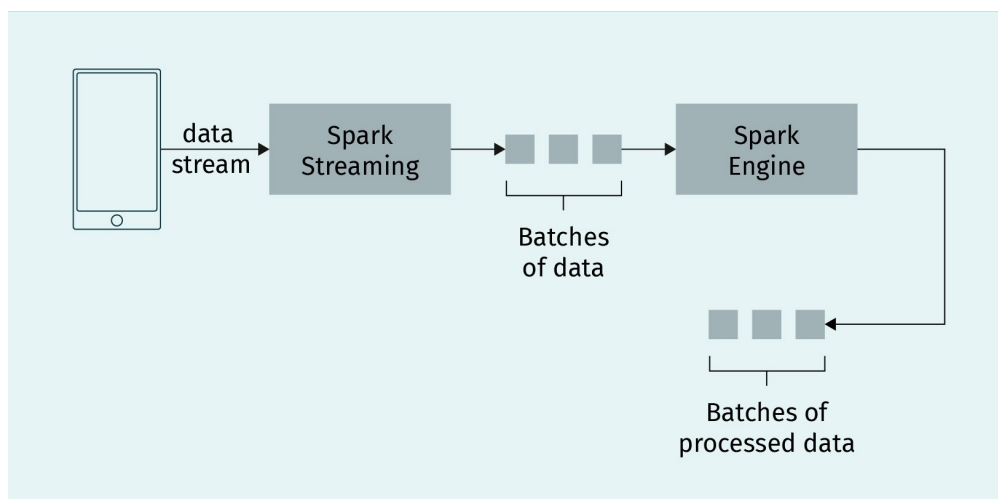 data
stream
Spark
Streaming
Spark
Engine
Batches
of data
Batches of
processed data